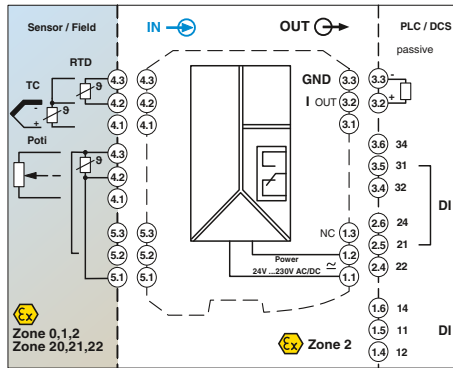 Sensor / Field
IN
OUT
PLC / DCS
passive
RTD
TC
ϑ
ϑ
- +
4.3 4.3
4.2 4.2
4.1 4.1
GND 3.3 3.3 -
I OUT 3.2 3.2 +
3.1
Poti
ϑ
4.3
4.2
4.1
3.6 34
3.5 31
3.4 32
DI
5.3 5.3
5.2 5.2
5.1 5.1
NC 1.3
Power 1.2
24V ...230V AC/DC 1.1
2.6 24
2.5 21
2.4 22
Ex
Zone 0,1,2
Zone 20,21,22
Ex Zone 2
1.6 14
1.5 11
1.4 12
DI